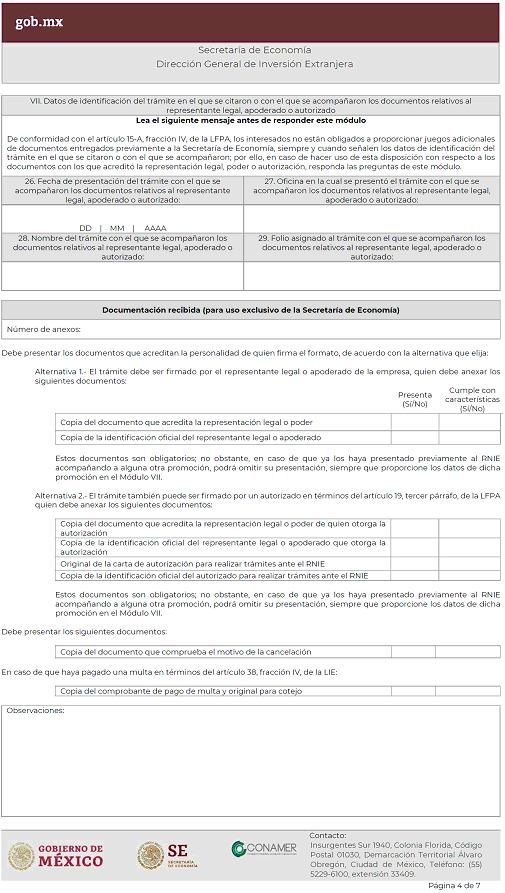 gob.mx
Secretaría de Economía
Dirección General de Inversión Extranjera
VII. Datos de identificación del trámite en el que se citaron o con el que se acompañaron los documentos relativos al
representante legal, apoderado o autorizado
Lea el siguiente mensaje antes de responder este módulo
De conformidad con el artículo 15-A, fracción IV, de la LFPA, los interesados no están obligados a proporcionar juegos adicionales
de documentos entregados previamente a la Secretaría de Economía, siempre y cuando señalen los datos de identificación del
trámite en el que se citaron o con el que se acompañaron; por ello, en caso de hacer uso de esta disposición con respecto a los
documentos con los que acreditó la representación legal, poder o autorización, responda las preguntas de este módulo.
26. Fecha de presentación del trámite con el que se
acompañaron los documentos relativos al representante
legal, apoderado o autorizado:
27. Oficina en la cual se presentó el trámite con el que se
acompañaron los documentos relativos al representante legal,
apoderado o autorizado:
DD | MM | AAAA
28. Nombre del trámite con el que se acompañaron los
documentos relativos al representante legal, apoderado o
autorizado:
29. Folio asignado al trámite con el que se acompañaron los
documentos relativos al representante legal, apoderado o
autorizado:
Documentación recibida (para uso exclusivo de la Secretaría de Economía)
Número de anexos:
Debe presentar los documentos que acreditan la personalidad de quien firma el formato, de acuerdo con la alternativa que elija:
Alternativa 1.- El trámite debe ser firmado por el representante legal o apoderado de la empresa, quien debe anexar los
siguientes documentos:
Presenta
(Sí/No)
Cumple con
características
(Sí/No)
Copia del documento que acredita la representación legal o poder
Copia de la identificación oficial del representante legal o apoderado
Estos documentos son obligatorios; no obstante, en caso de que ya los haya presentado previamente al RNIE
acompañando a alguna otra promoción, podrá omitir su presentación, siempre que proporcione los datos de dicha
promoción en el Módulo VII.
Alternativa 2.- El trámite también puede ser firmado por un autorizado en términos del artículo 19, tercer párrafo, de la LFPA
quien debe anexar los siguientes documentos:
Copia del documento que acredita la representación legal o poder de quien otorga la
autorización
Copia de la identificación oficial del representante legal o apoderado que otorga la
autorización
Original de la carta de autorización para realizar trámites ante el RNIE
Copia de la identificación oficial del autorizado para realizar trámites ante el RNIE
Estos documentos son obligatorios; no obstante, en caso de que ya los haya presentado previamente al RNIE
acompañando a alguna otra promoción, podrá omitir su presentación, siempre que proporcione los datos de dicha
promoción en el Módulo VII.
Debe presentar los siguientes documentos:
Copia del documento que comprueba el motivo de la cancelación
En caso de que haya pagado una multa en términos del artículo 38, fracción IV, de la LIE:
Copia del comprobante de pago de multa y original para cotejo
Observaciones:
GOBIERNO DE
MÉXICO
SE
SECRETARÍA
DE ECONOMÍA
CONAMER
Contacto:
Insurgentes Sur 1940, Colonia Florida, Código
Postal 01030, Demarcación Territorial Álvaro
Obregón, Ciudad de México, Teléfono: (55)
5229-6100, extensión 33409.
Página 4 de 7